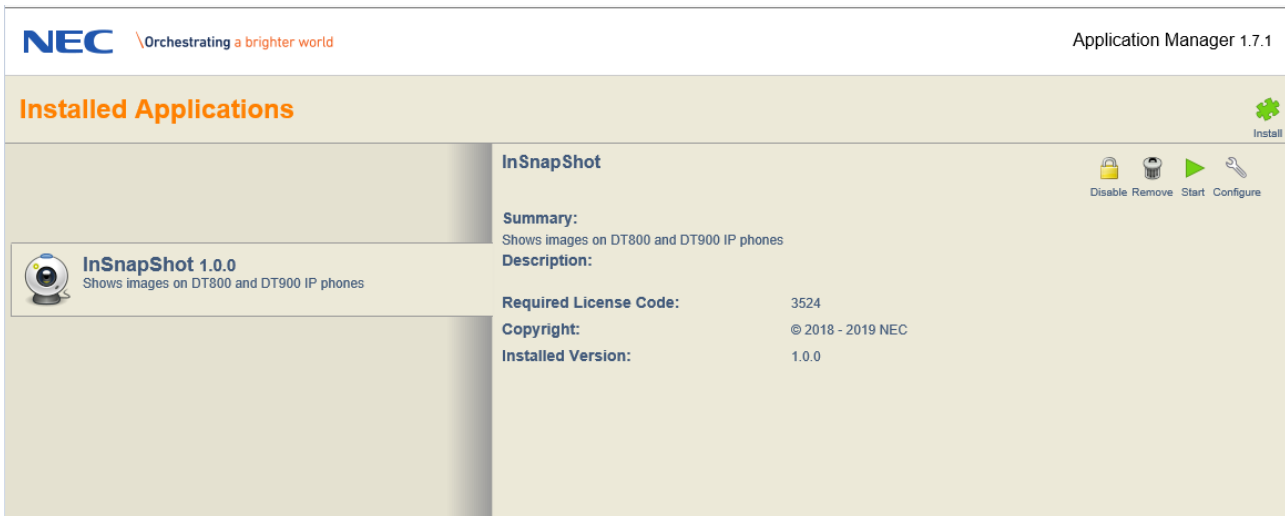 NEC \Orchestrating a brighter world
Application Manager 1.7.1
Installed Applications
Install
InSnapShot 1.0.0
Shows images on DT800 and DT900 IP phones
InSnapShot
Disable Remove Start Configure
Summary:
Shows images on DT800 and DT900 IP phones
Description:
Required License Code: 3524
Copyright: © 2018 - 2019 NEC
Installed Version: 1.0.0